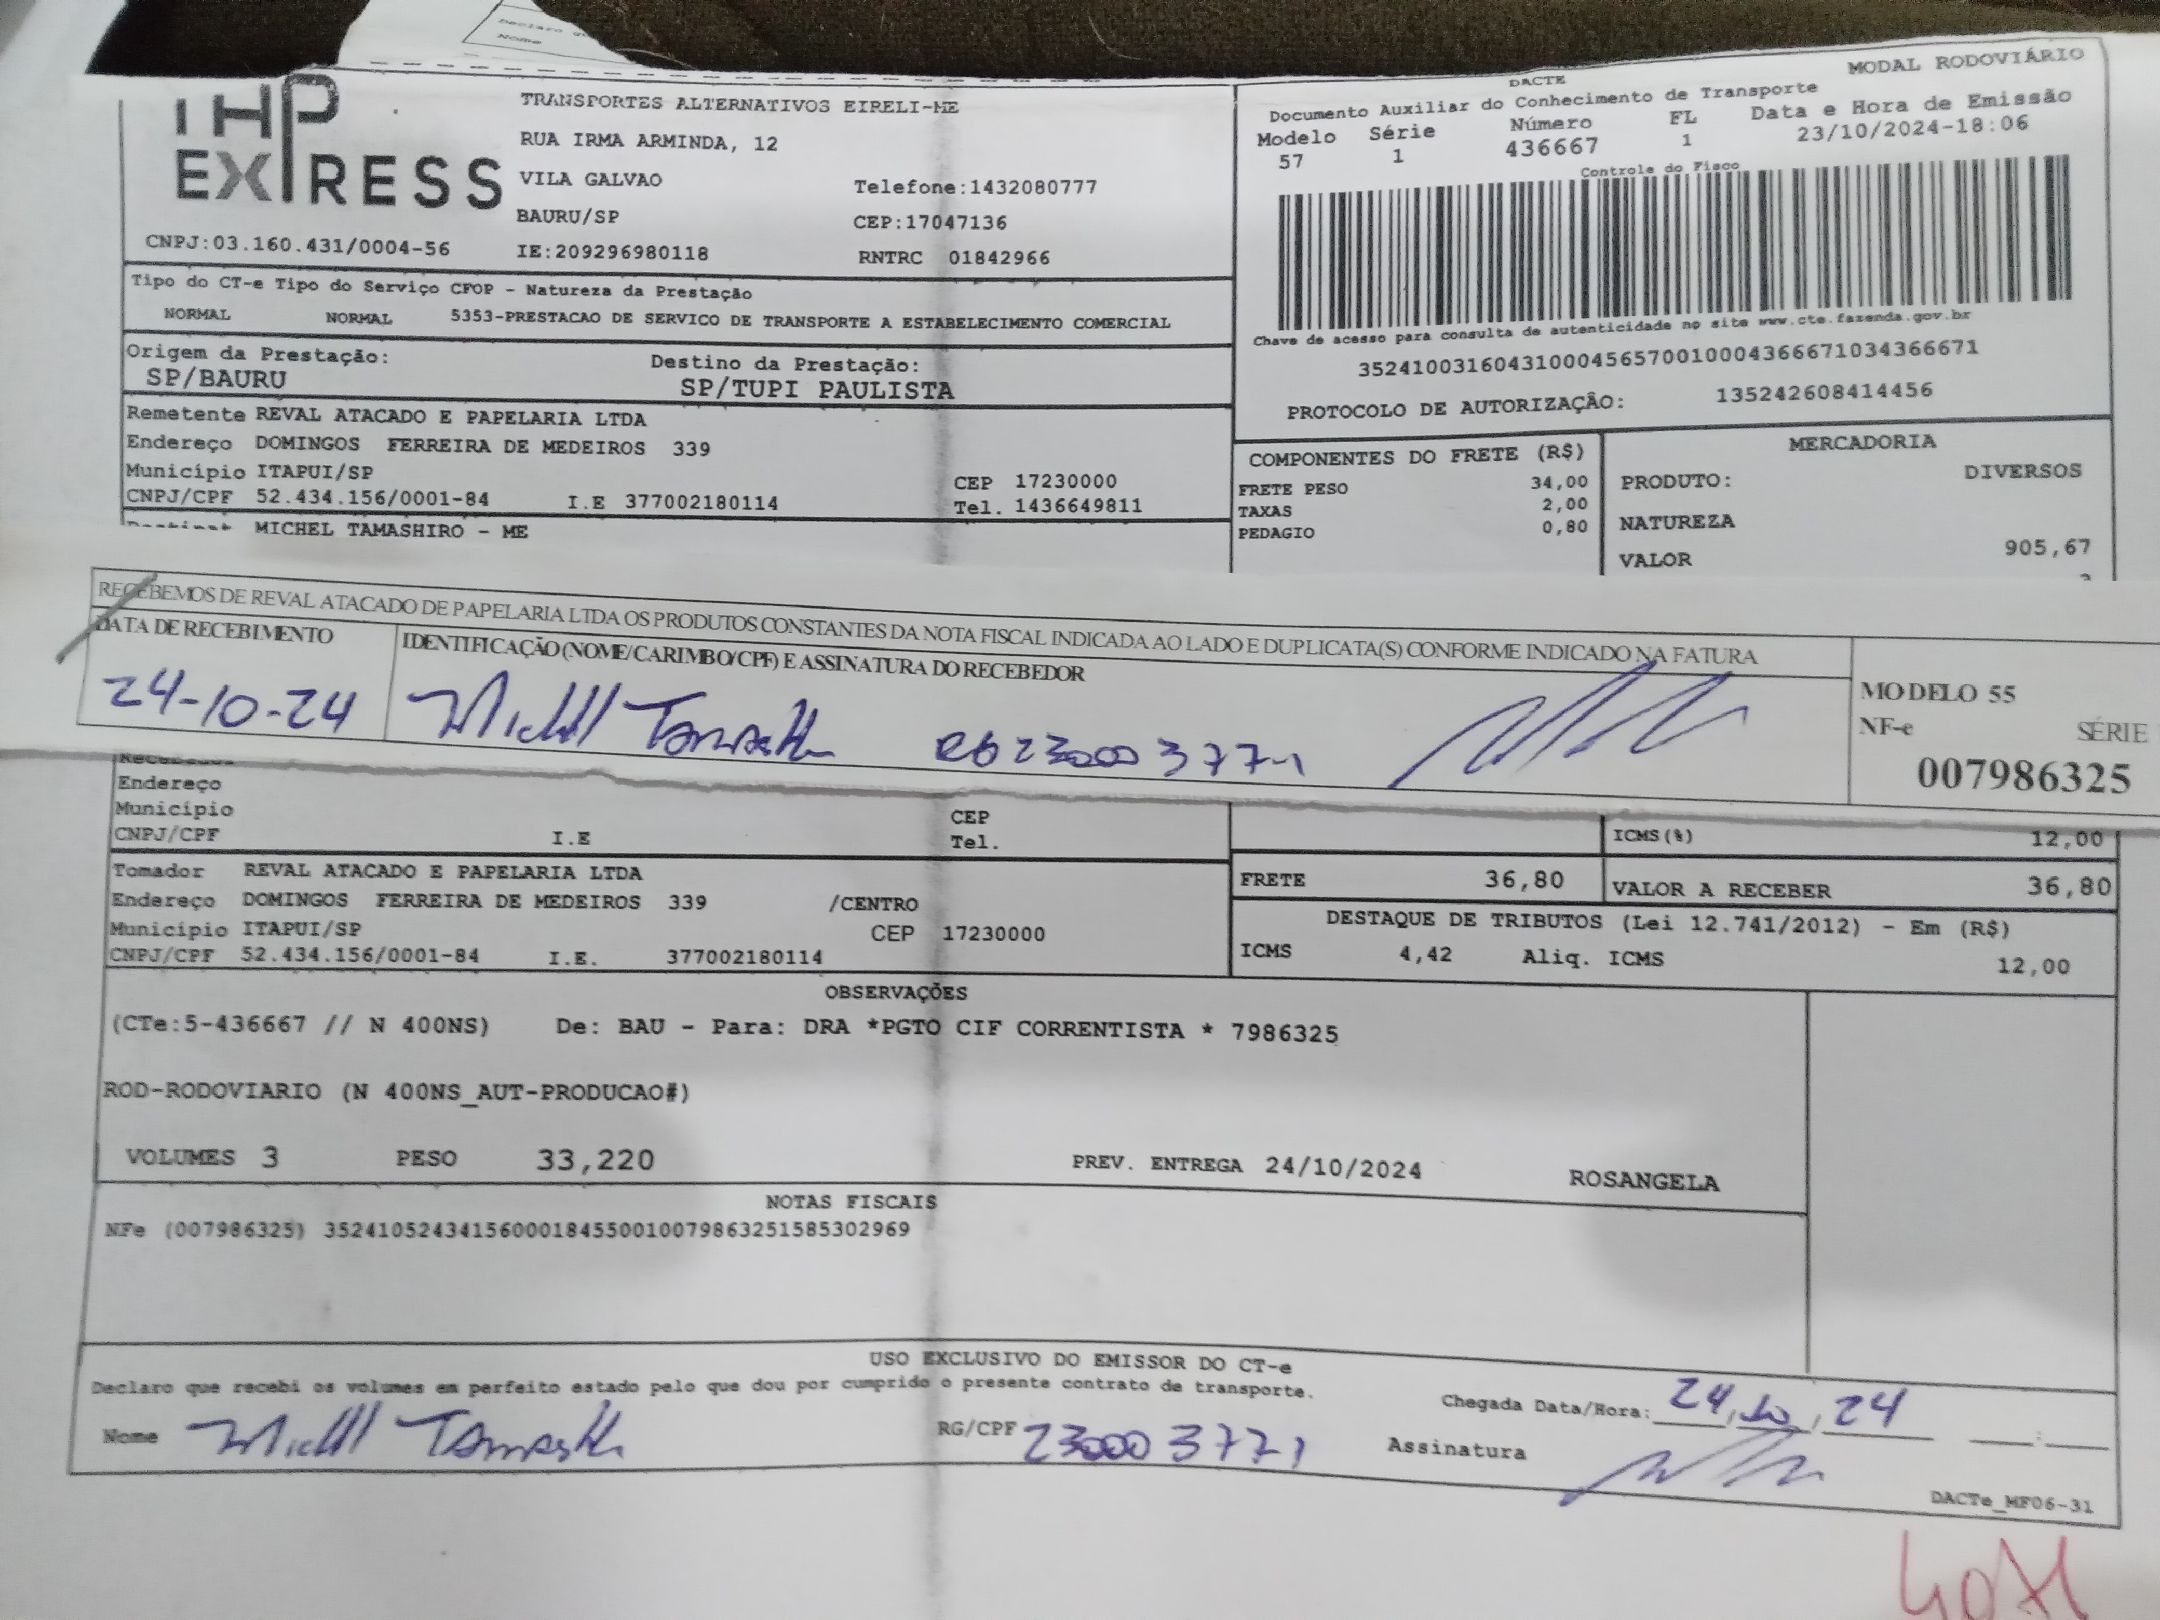 Declaro qu
Nome
THP
EXPRESS
TRANSPORTES ALTERNATIVOS EIRELI-ME
RUA IRMA ARMINDA, 12
VILA GALVAO Telefone:1432080777
BAURU/SP CEP:17047136
CNPJ:03.160.431/0004-56 IE:209296980118 RNTRC 01842966
MODAL RODOVIÁRIO
DACTE
Documento Auxiliar do Conhecimento de Transporte
Modelo Série Número FL Data e Hora de Emissão
57 1 436667 1 23/10/2024-18:06
Controle do Fisco
Chave de acesso para consulta de autenticidade no site www.cte.fazenda.gov.br
35241003160431000456570010004366671034366671
PROTOCOLO DE AUTORIZAÇÃO: 135242608414456
Tipo do CT-e Tipo do Serviço CFOP - Natureza da Prestação
NORMAL NORMAL 5353-PRESTACAO DE SERVICO DE TRANSPORTE A ESTABELECIMENTO COMERCIAL
Origem da Prestação: Destino da Prestação:
SP/BAURU SP/TUPI PAULISTA
Remetente REVAL ATACADO E PAPELARIA LTDA
Endereço DOMINGOS FERREIRA DE MEDEIROS 339
Município ITAPUI/SP CEP 17230000
CNPJ/CPF 52.434.156/0001-84 I.E 377002180114 Tel. 1436649811
MICHEL TAMASHIRO - ME
COMPONENTES DO FRETE (R$)
FRETE PESO 34,00
TAXAS 2,00
PEDAGIO 0,80
MERCADORIA
PRODUTO: DIVERSOS
NATUREZA
VALOR 905,67
RECEBEMOS DE REVAL ATACADO DE PAPELARIA LTDA OS PRODUTOS CONSTANTES DA NOTA FISCAL INDICADA AO LADO E DUPLICATA(S) CONFORME INDICADO NA FATURA
DATA DE RECEBIMENTO IDENTIFICAÇÃO (NOME/CARIMBO/CPF) E ASSINATURA DO RECEBEDOR
24-10-24 Michel Tamashiro RG 230003771
MODELO 55
NF-e SÉRIE
007986325
Endereço
Município CEP
CNPJ/CPF I.E Tel.
ICMS(%) 12,00
Tomador REVAL ATACADO E PAPELARIA LTDA
Endereço DOMINGOS FERREIRA DE MEDEIROS 339 /CENTRO
Município ITAPUI/SP CEP 17230000
CNPJ/CPF 52.434.156/0001-84 I.E. 377002180114
FRETE 36,80 VALOR A RECEBER 36,80
DESTAQUE DE TRIBUTOS (Lei 12.741/2012) - Em (R$)
ICMS 4,42 Aliq. ICMS 12,00
OBSERVAÇÕES
(CTe:5-436667 // N 400NS) De: BAU - Para: DRA *PGTO CIF CORRENTISTA * 7986325
ROD-RODOVIARIO (N 400NS_AUT-PRODUCAO#)
VOLUMES 3 PESO 33,220 PREV. ENTREGA 24/10/2024 ROSANGELA
NOTAS FISCAIS
NFe (007986325) 35241052434156000184550010079863251585302969
USO EXCLUSIVO DO EMISSOR DO CT-e
Declaro que recebi os volumes em perfeito estado pelo que dou por cumprido o presente contrato de transporte.
Chegada Data/Hora: 24/10/24
Nome Michel Tamashiro RG/CPF 230003771 Assinatura
DACTe_MF06-31